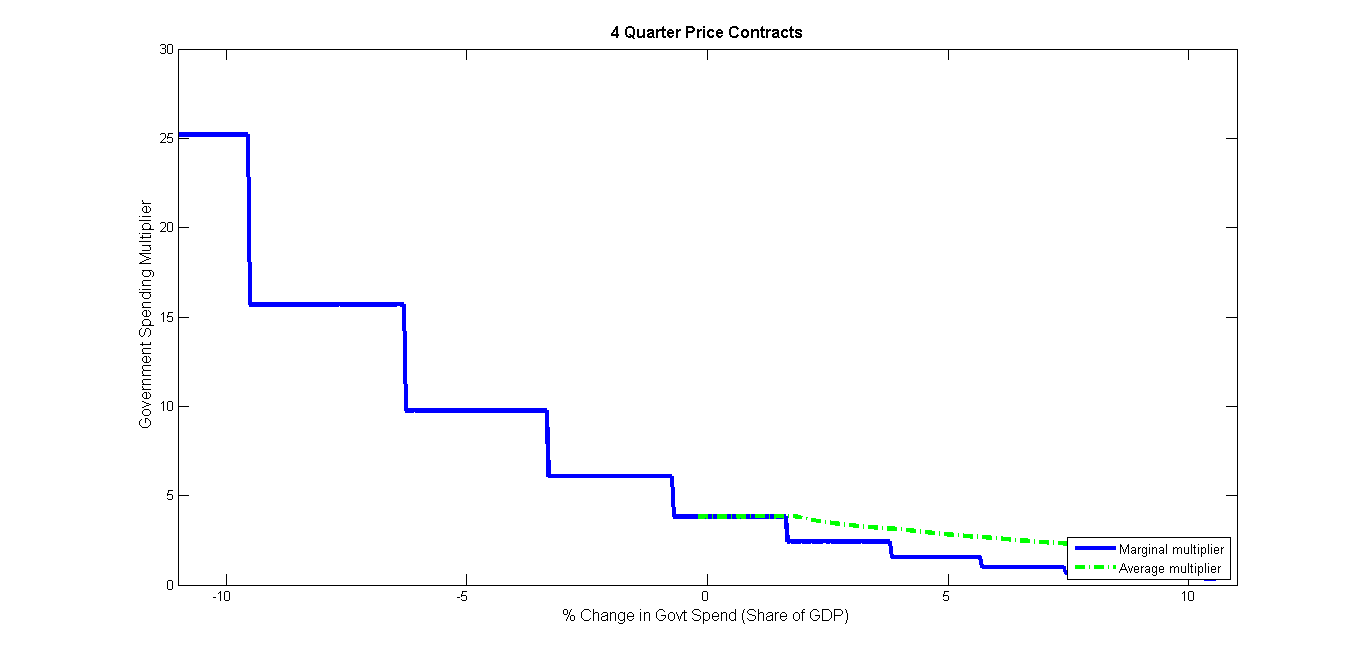 4 Quarter Price Contracts
30
25
20
15
10
5
0
Government Spending Multiplier
-10
-5
0
5
10
% Change in Govt Spend (Share of GDP)
Marginal multiplier
Average multiplier